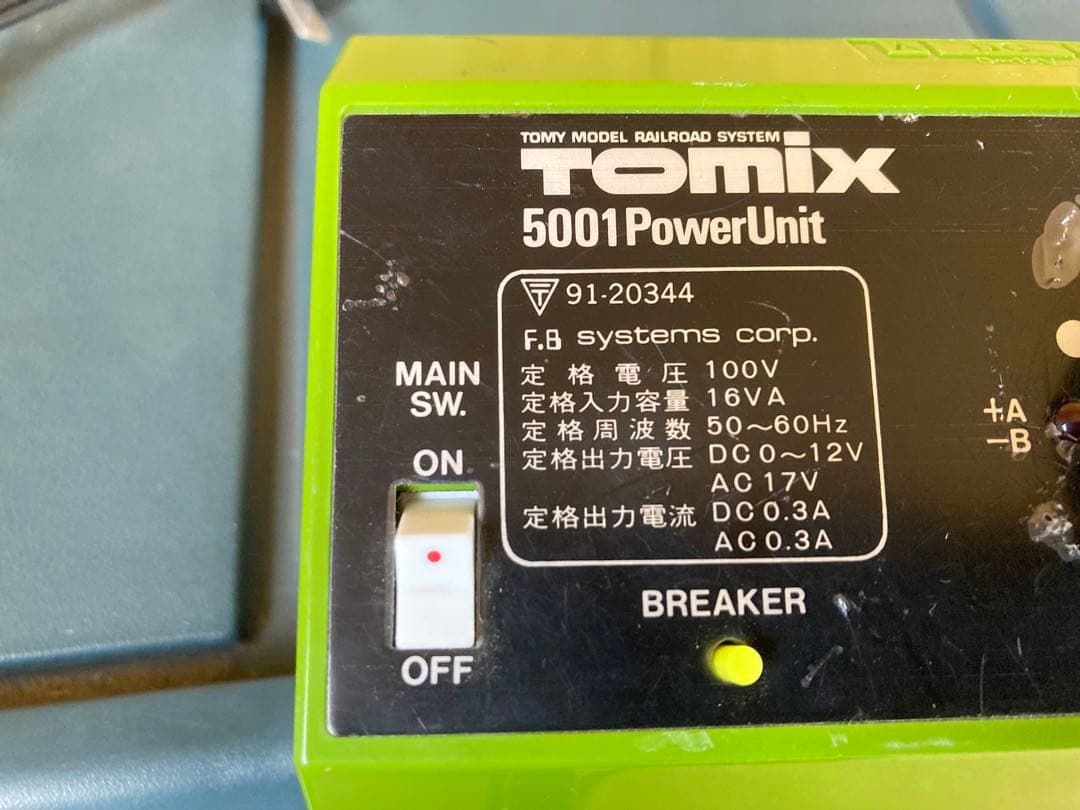 TOMY MODEL RAILROAD SYSTEM
TOMIX
5001 PowerUnit
91-20344
F.B systems corp.
定格電圧 100V
定格入力容量 16VA
定格周波数 50～60Hz
定格出力電圧 DC 0～12V
AC 17V
定格出力電流 DC 0.3A
AC 0.3A
MAIN
SW.
ON
OFF
BREAKER
+A
−B